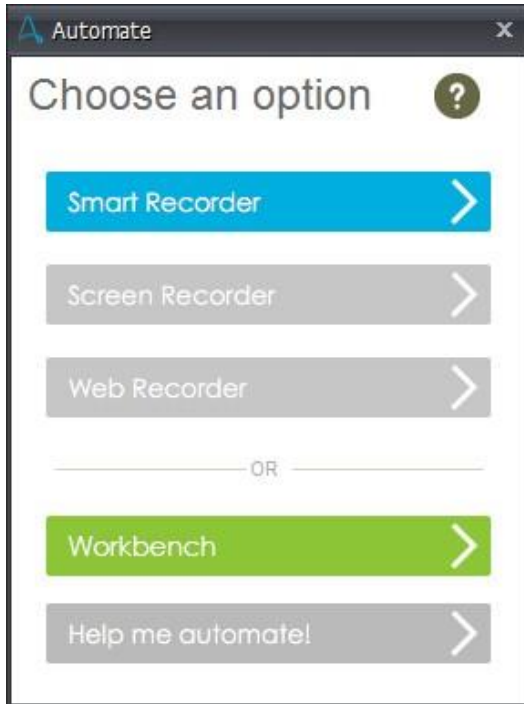 Automate
Choose an option ?
Smart Recorder
Screen Recorder
Web Recorder
OR
Workbench
Help me automate!